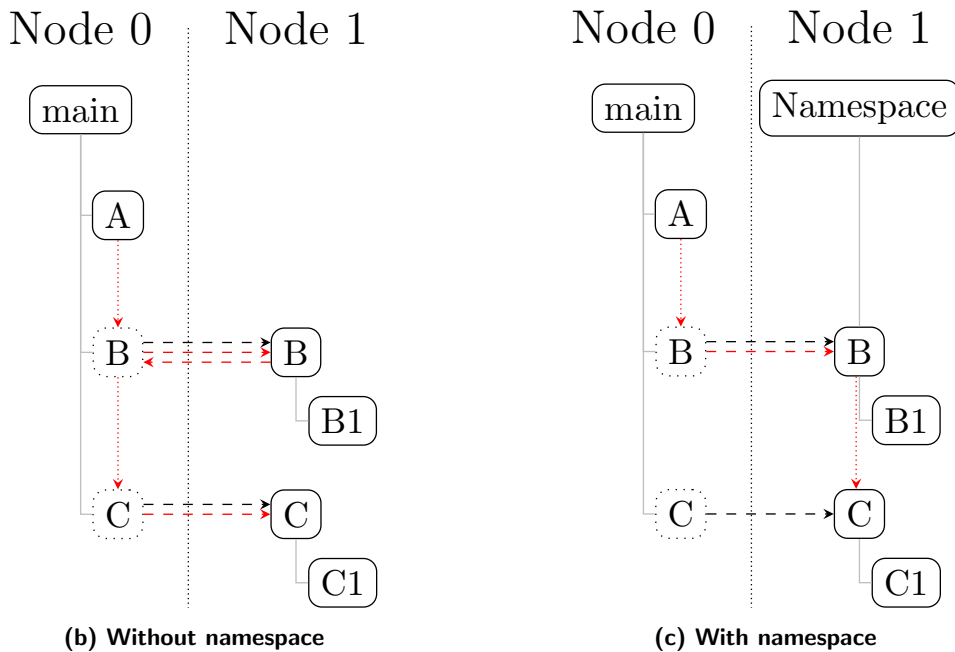 Node 0 Node 1
main
A
B B
B1
C C
C1
(b) Without namespace
Node 0 Node 1
main Namespace
A
B B
B1
C C
C1
(c) With namespace